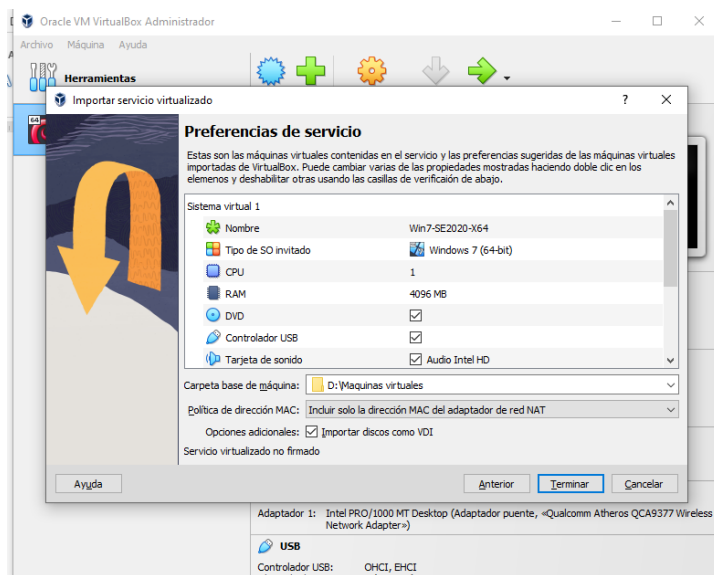 Oracle VM VirtualBox Administrador
Archivo Máquina Ayuda
Herramientas
64
Importar servicio virtualizado
?
Preferencias de servicio
Estas son las máquinas virtuales contenidas en el servicio y las preferencias sugeridas de las máquinas virtuales
importadas de VirtualBox. Puede cambiar varias de las propiedades mostradas haciendo doble clic en los
elemenos y deshabilitar otras usando las casillas de verificaión de abajo.
Sistema virtual 1
Nombre Win7-SE2020-X64
Tipo de SO invitado Windows 7 (64-bit)
CPU 1
RAM 4096 MB
DVD
Controlador USB
Tarjeta de sonido Audio Intel HD
Carpeta base de máquina: D:\Maquinas virtuales
Política de dirección MAC: Incluir solo la dirección MAC del adaptador de red NAT
Opciones adicionales: Importar discos como VDI
Servicio virtualizado no firmado
Ayuda Anterior Terminar Cancelar
Adaptador 1: Intel PRO/1000 MT Desktop (Adaptador puente, «Qualcomm Atheros QCA9377 Wireless
Network Adapter»)
USB
Controlador USB: OHCI, EHCI